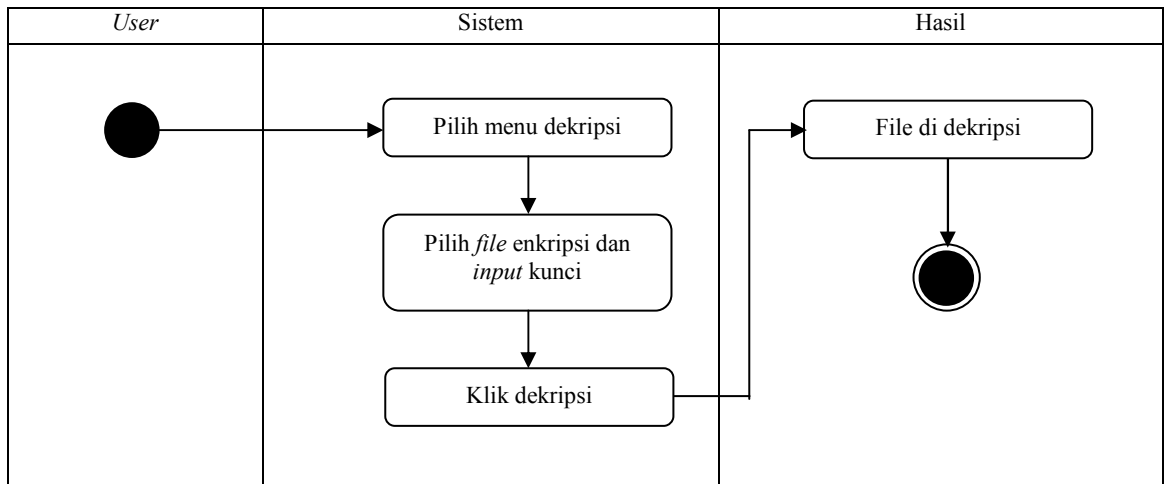 User
Sistem
Hasil
Pilih menu dekripsi
File di dekripsi
Pilih file enkripsi dan
input kunci
Klik dekripsi